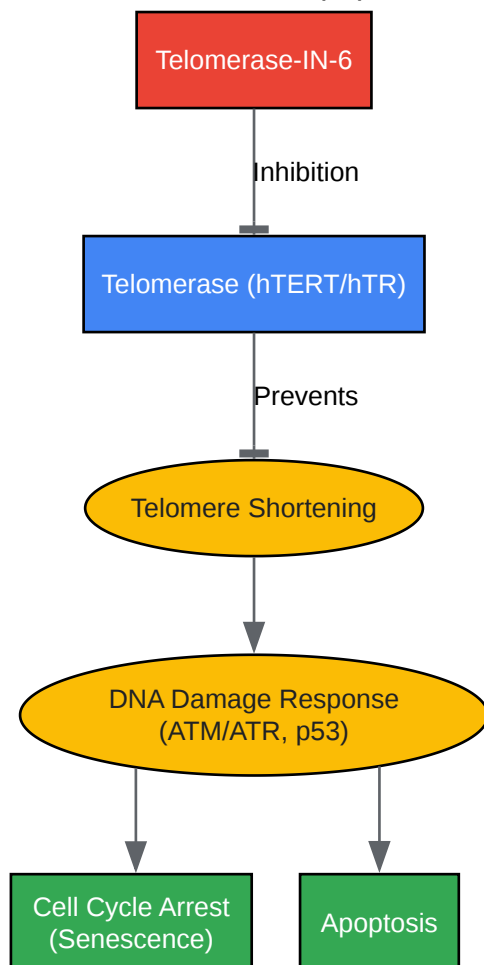 Telomerase-IN-6
Inhibition
Telomerase (hTERT/hTR)
Prevents
Telomere Shortening
DNA Damage Response
(ATM/ATR, p53)
Cell Cycle Arrest
(Senescence)
Apoptosis